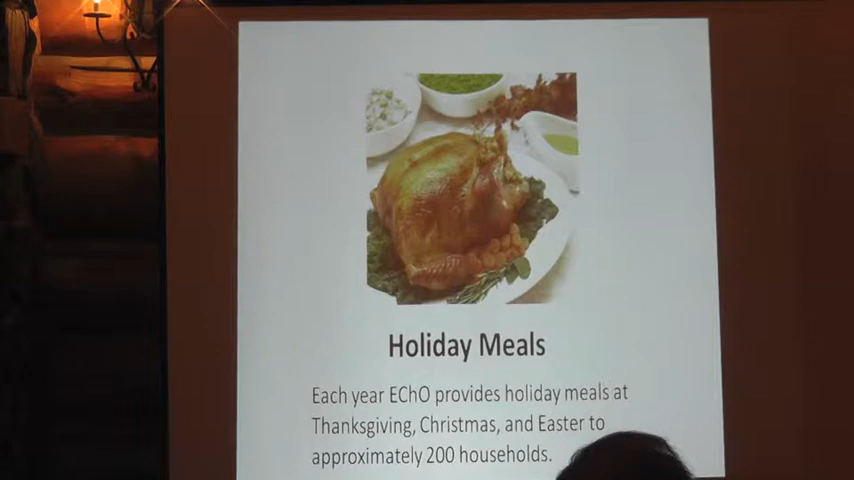 Holiday Meals
Each year EChO provides holiday meals at
Thanksgiving, Christmas, and Easter to
approximately 200 households.